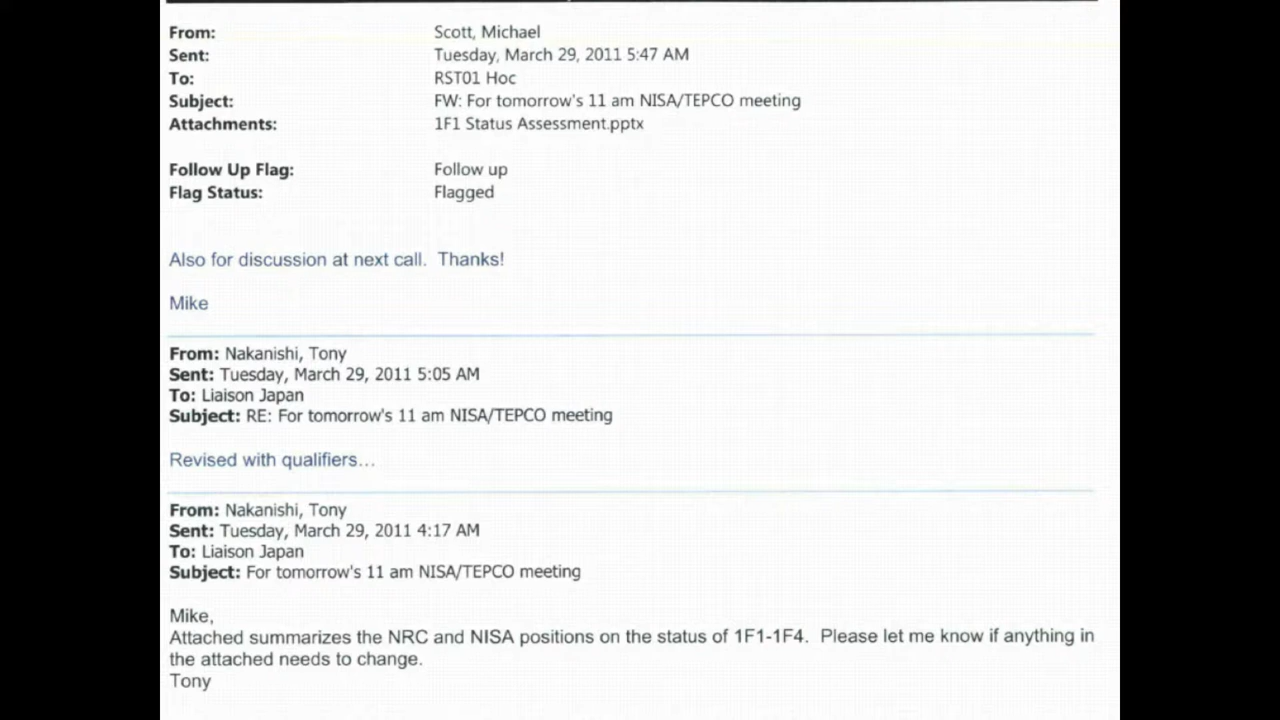 From: Scott, Michael
Sent: Tuesday, March 29, 2011 5:47 AM
To: RST01 Hoc
Subject: FW: For tomorrow's 11 am NISA/TEPCO meeting
Attachments: 1F1 Status Assessment.pptx
Follow Up Flag: Follow up
Flag Status: Flagged
Also for discussion at next call. Thanks!
Mike
From: Nakanishi, Tony
Sent: Tuesday, March 29, 2011 5:05 AM
To: Liaison Japan
Subject: RE: For tomorrow's 11 am NISA/TEPCO meeting
Revised with qualifiers...
From: Nakanishi, Tony
Sent: Tuesday, March 29, 2011 4:17 AM
To: Liaison Japan
Subject: For tomorrow's 11 am NISA/TEPCO meeting
Mike,
Attached summarizes the NRC and NISA positions on the status of 1F1-1F4. Please let me know if anything in
the attached needs to change.
Tony